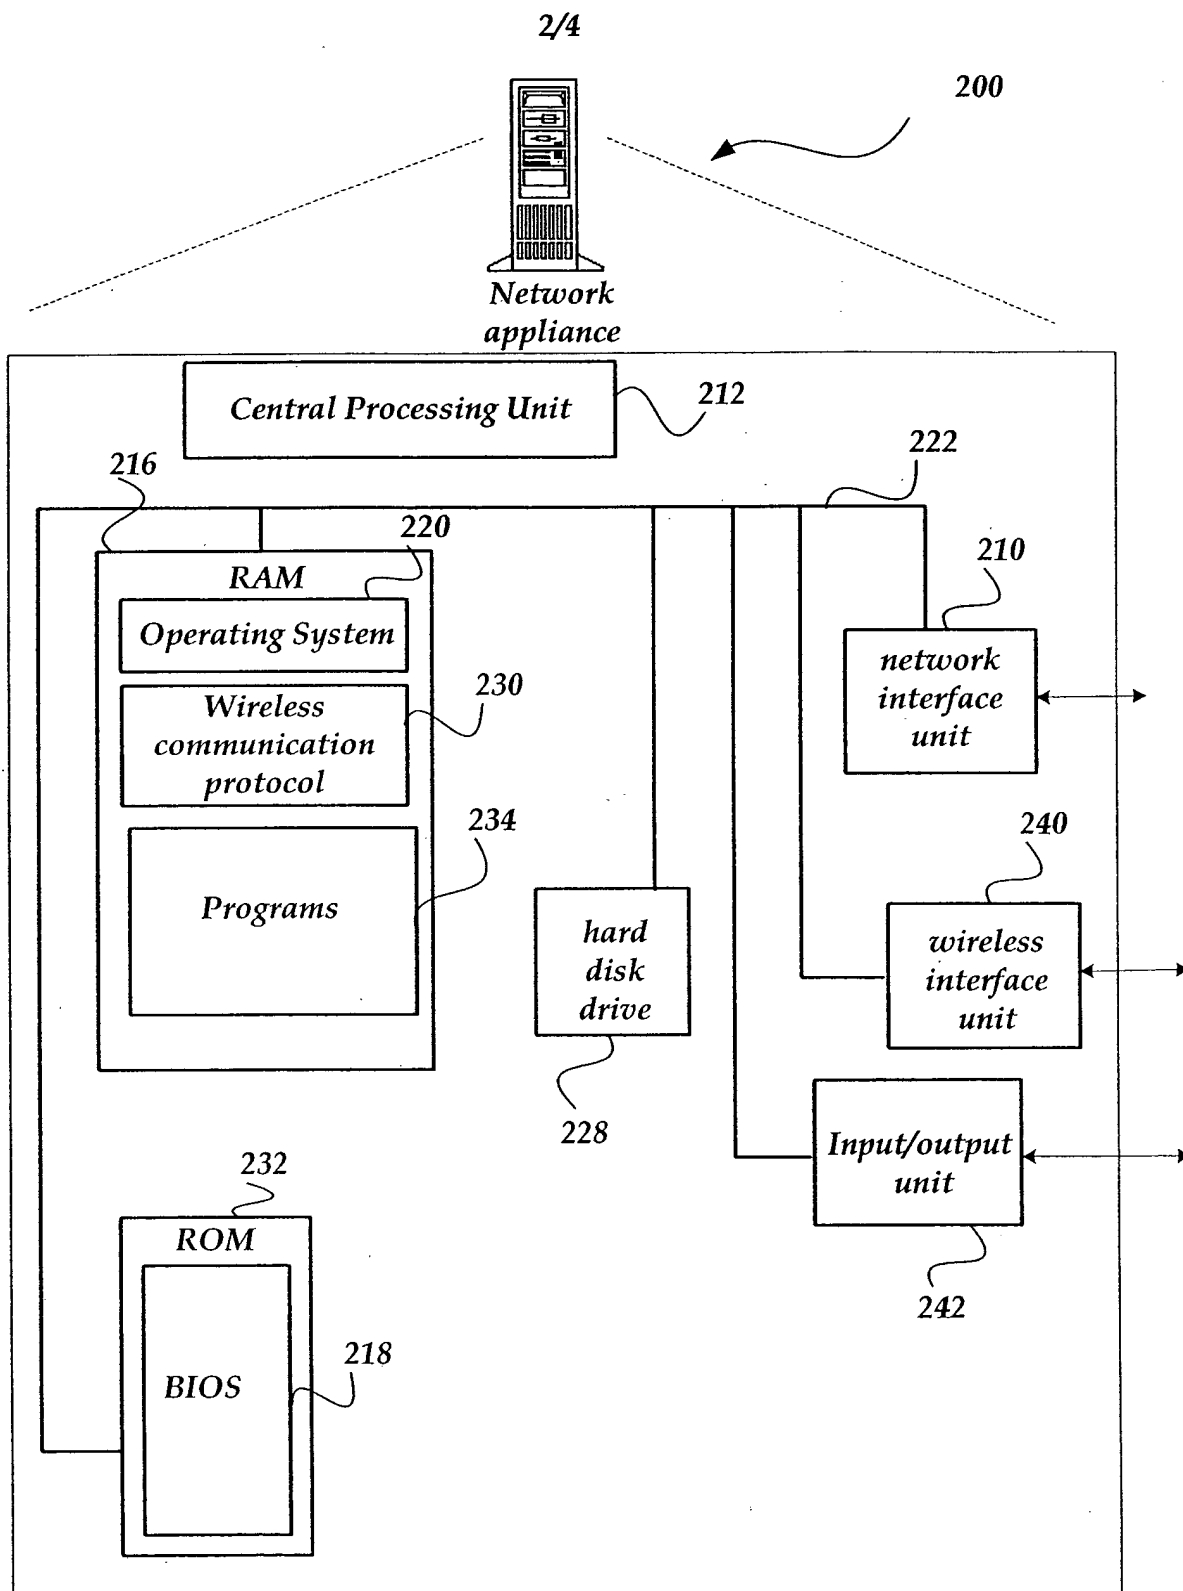 2/4
200
Network
appliance
Central Processing Unit
212
216
222
220
RAM
210
Operating System
network
interface
unit
230
Wireless
communication
protocol
234
240
Programs
hard
disk
drive
wireless
interface
unit
228
Input/output
unit
232
ROM
242
218
BIOS